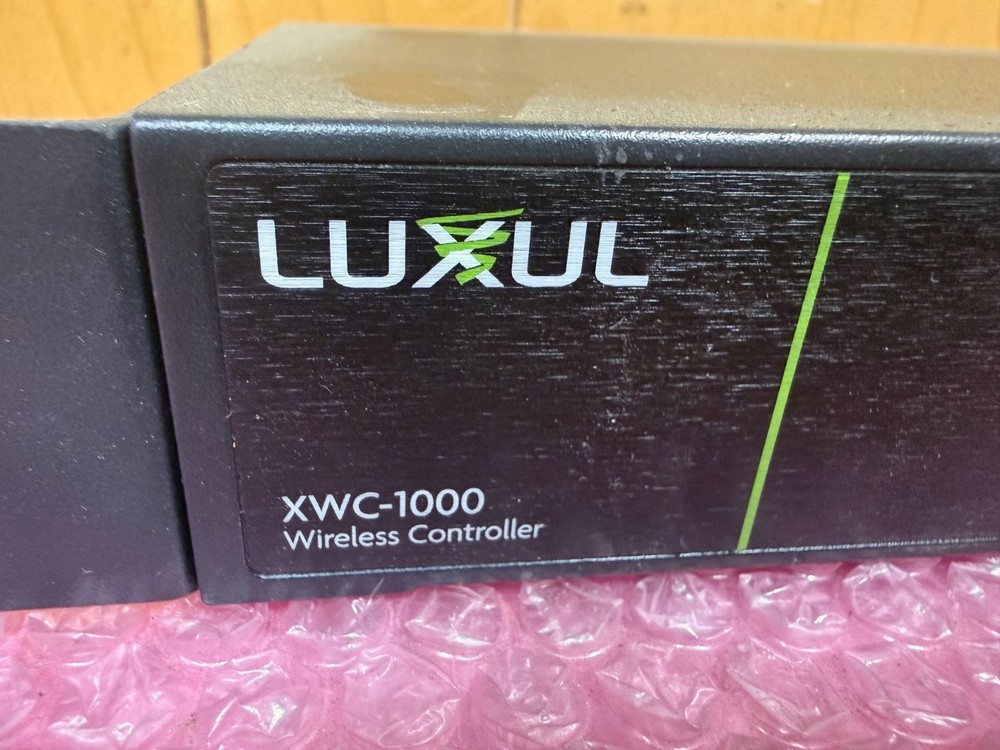 LUXUL
XWC-1000
Wireless Controller